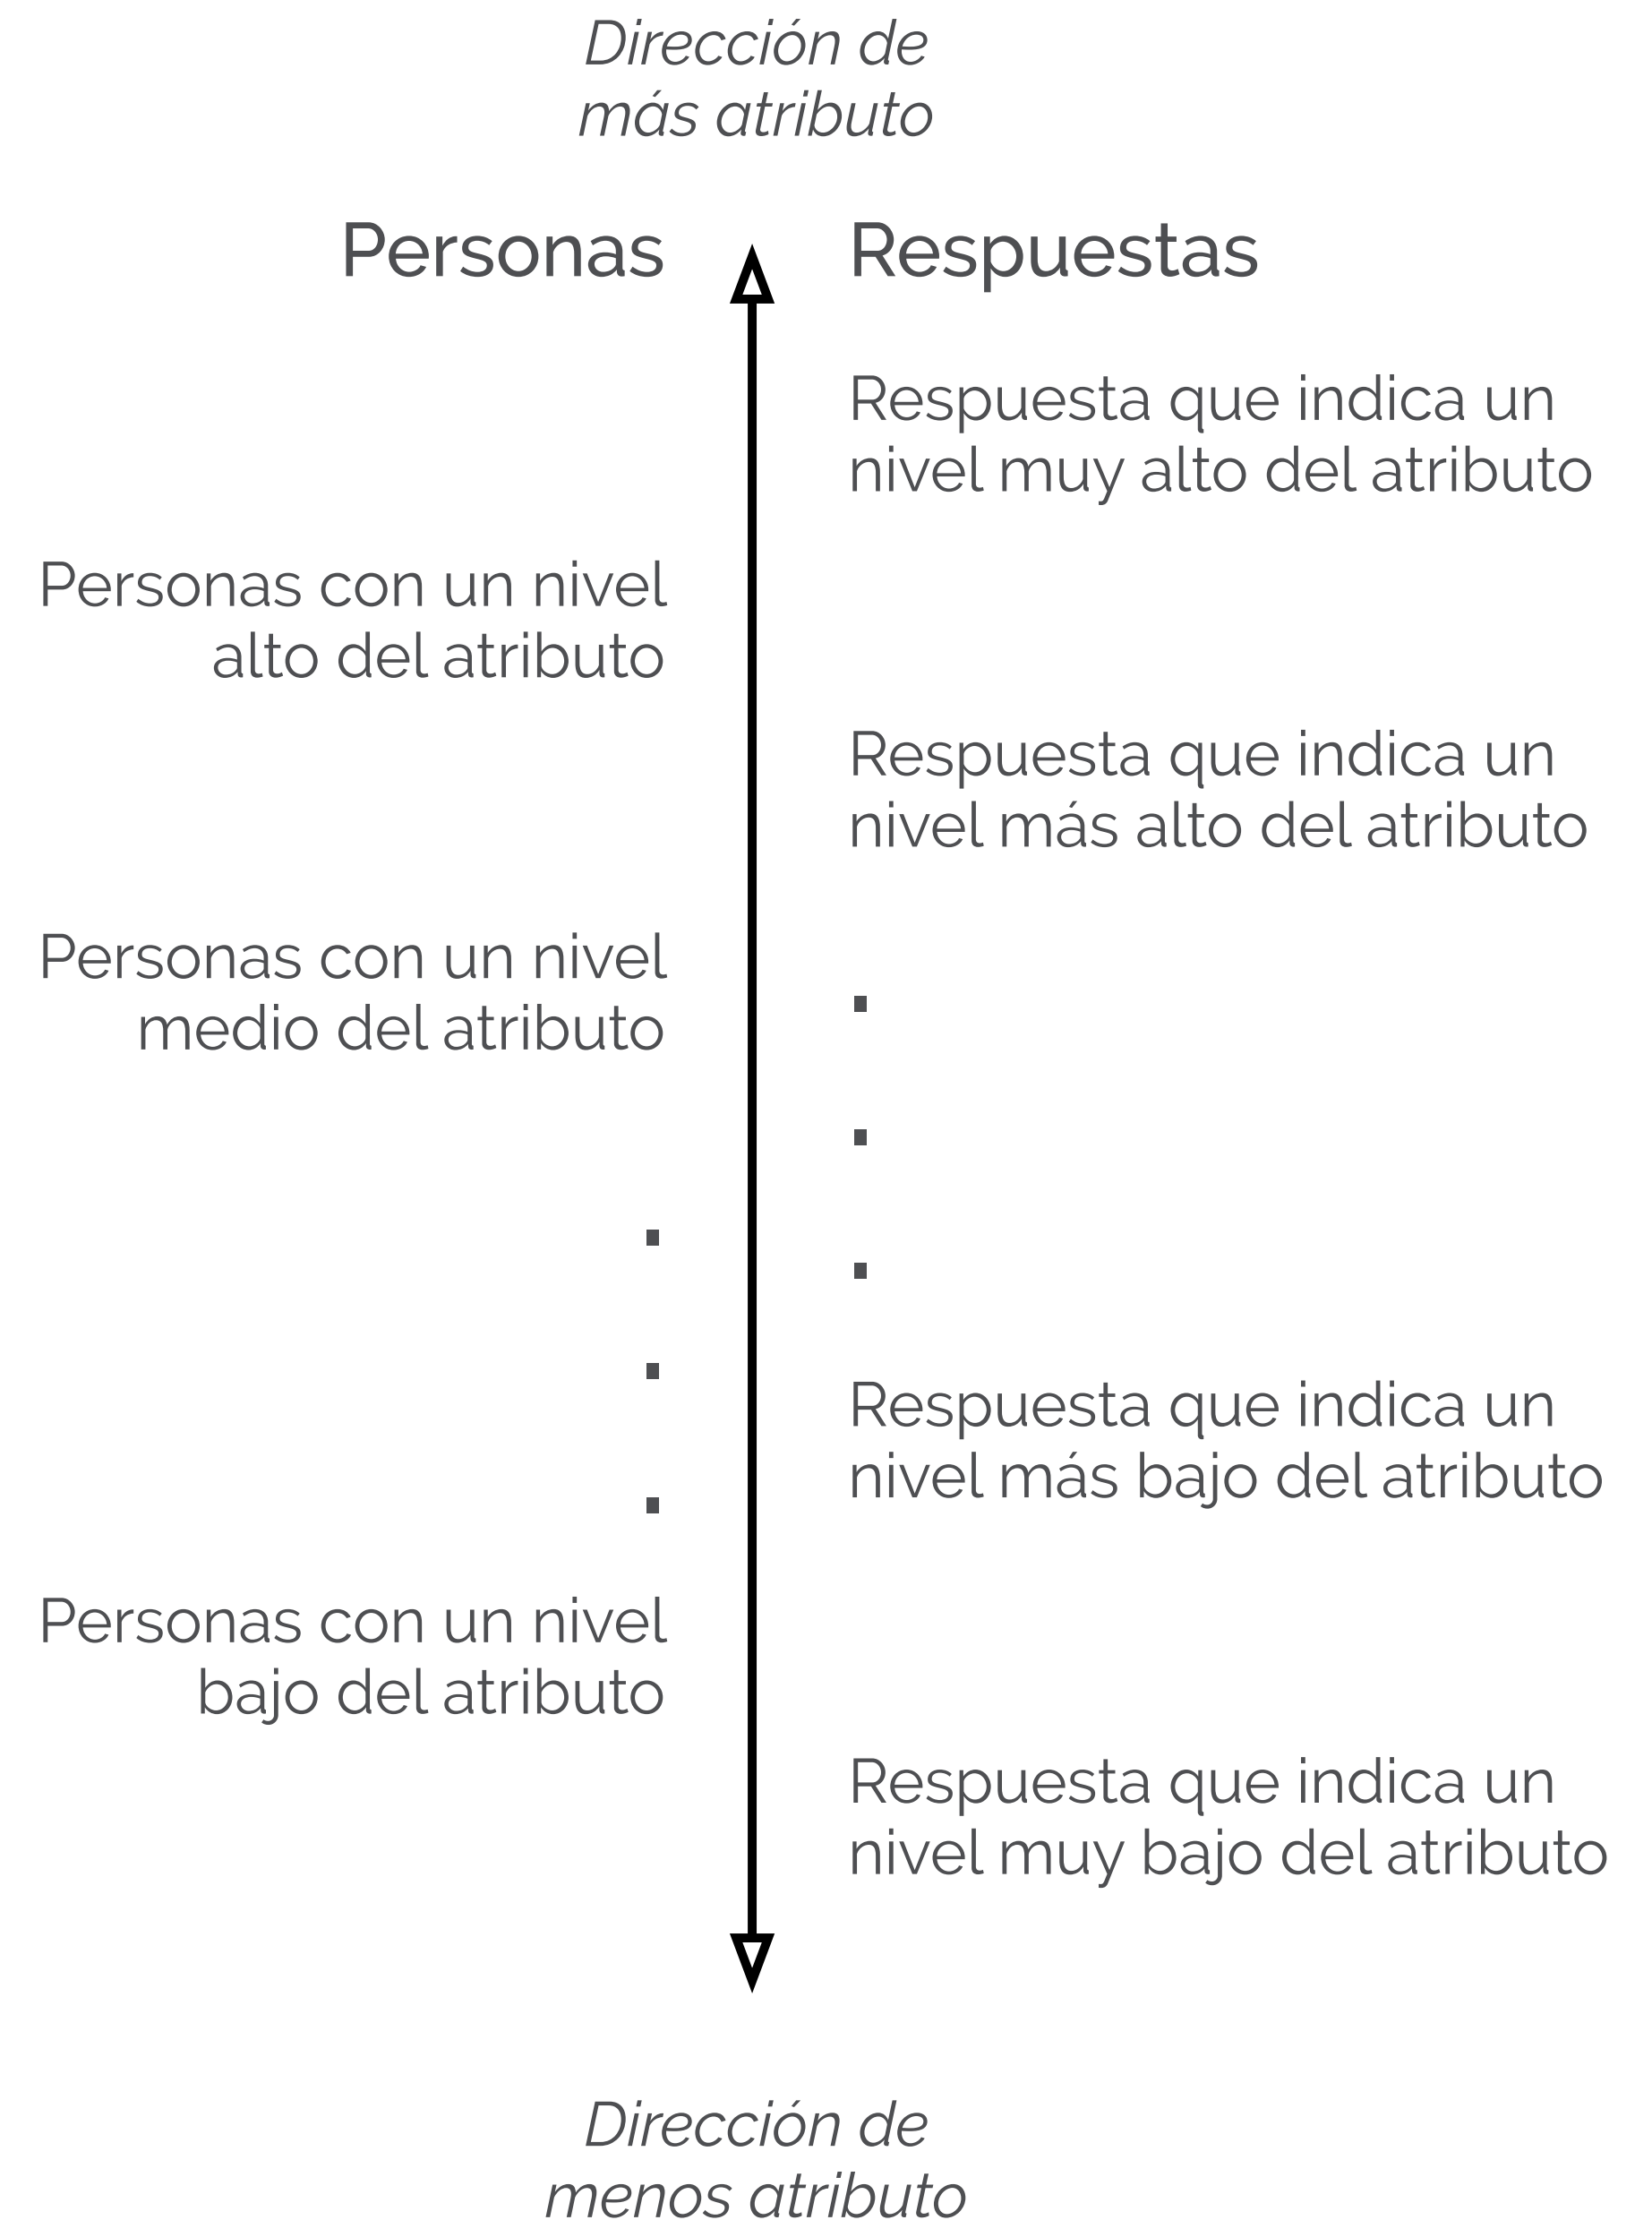 Dirección de
más atributo
Personas
Respuestas
Respuesta que indica un
nivel muy alto del atributo
Personas con un nivel
alto del atributo
Respuesta que indica un
nivel más alto del atributo
Personas con un nivel
medio del atributo
Respuesta que indica un
nivel más bajo del atributo
Personas con un nivel
bajo del atributo
Respuesta que indica un
nivel muy bajo del atributo
Dirección de
menos atributo